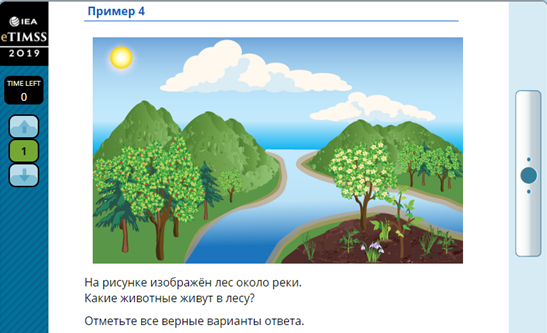 IEA
eTIMSS
2019
TIME LEFT
0
1
Пример 4
На рисунке изображён лес около реки.
Какие животные живут в лесу?
Отметьте все верные варианты ответа.